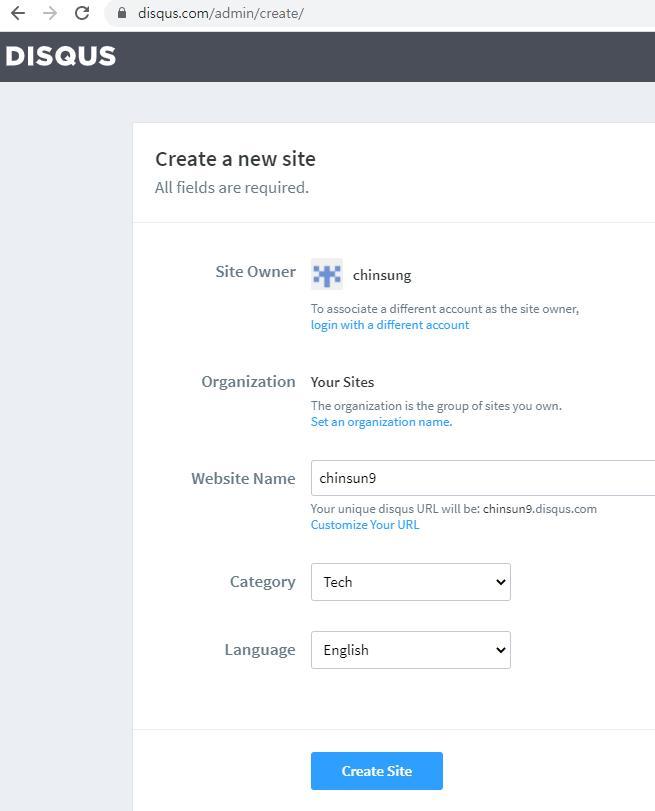 disqus.com/admin/create/
DISQUS
Create a new site
All fields are required.
Site Owner
chinsung
To associate a different account as the site owner,
login with a different account
Organization
Your Sites
The organization is the group of sites you own.
Set an organization name.
Website Name
chinsun9
Your unique disqus URL will be: chinsun9.disqus.com
Customize Your URL
Category
Tech
Language
English
Create Site